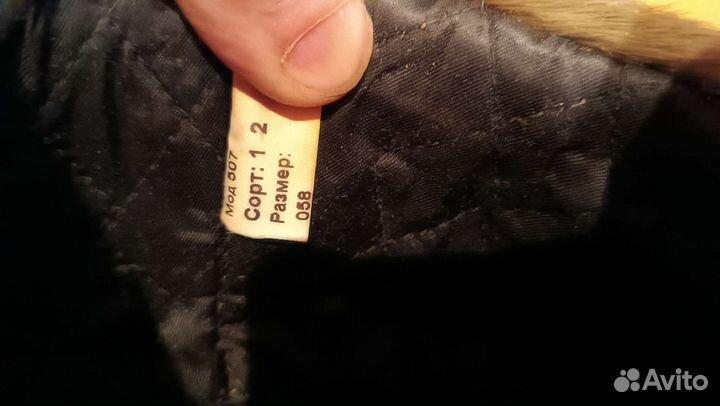 Мод 507
Сорт: 1 2
Размер:
058
Avito